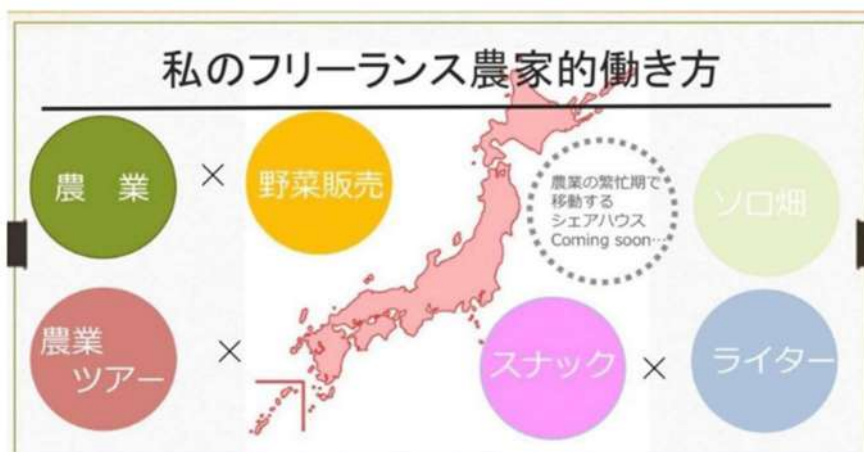 私のフリーランス農家的働き方
農　業
×
野菜販売
農業の繁忙期で
移動する
シェアハウス
Coming soon…
ソロ畑
農業
ツアー
×
スナック
×
ライター